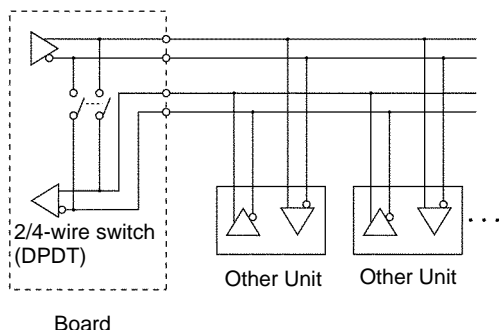 2/4-wire switch
(DPDT)
Other Unit
Other Unit
Board